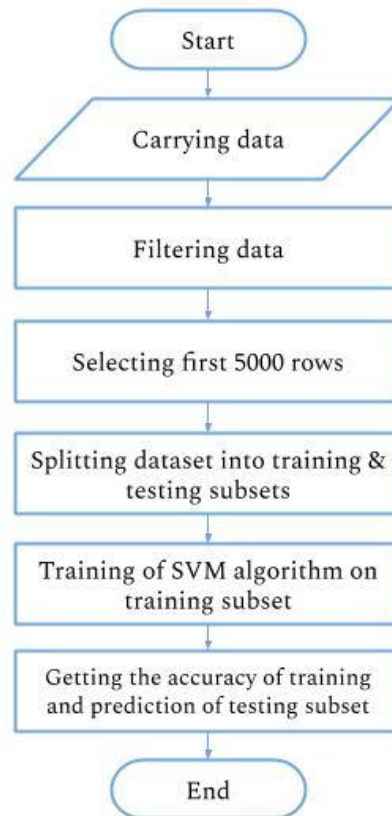 Start
Carrying data
Filtering data
Selecting first 5000 rows
Splitting dataset into training &
testing subsets
Training of SVM algorithm on
training subset
Getting the accuracy of training
and prediction of testing subset
End